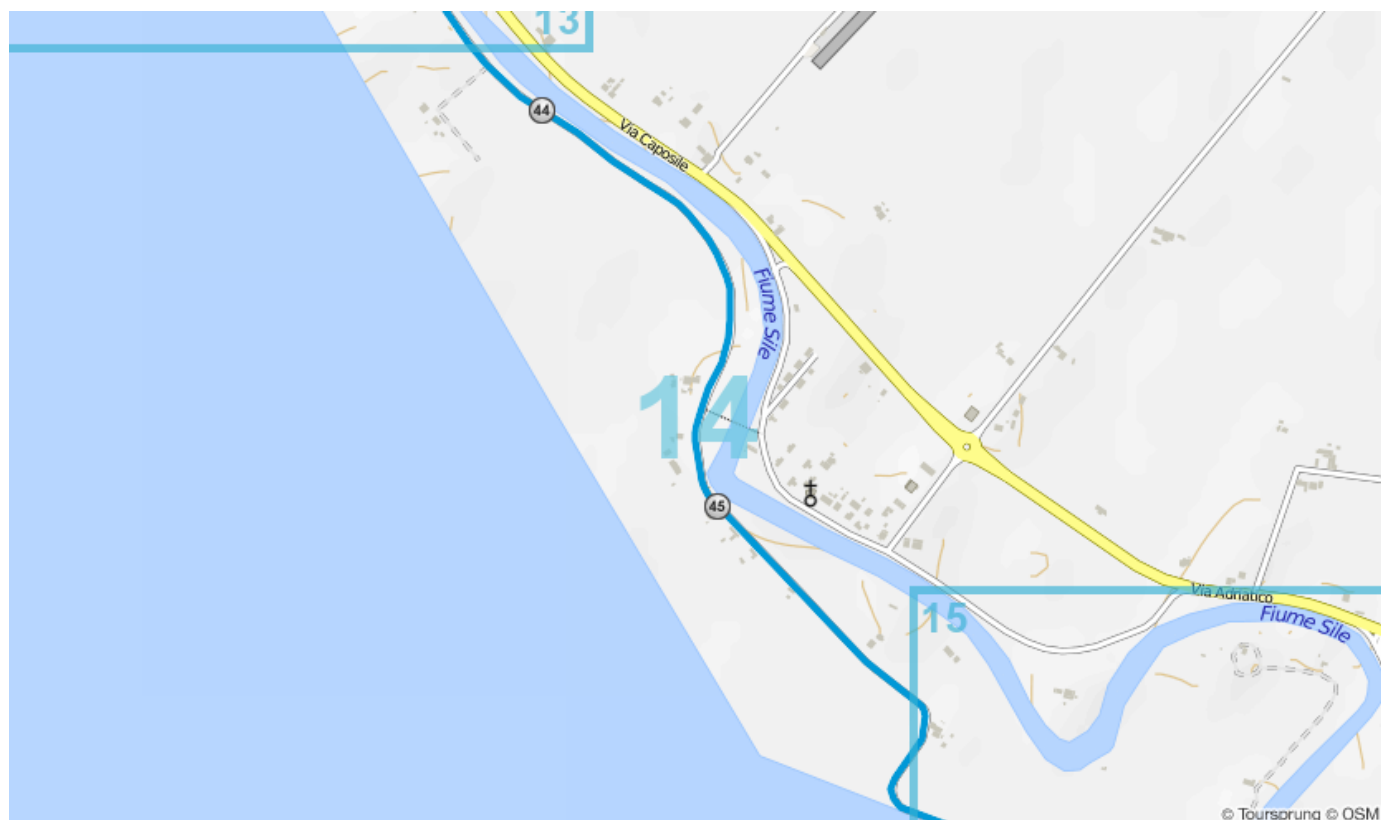 13
44
Via Caposile
Fiume Sile
14
45
Via Adriatico
15
Fiume Sile
© Toursprung © OSM